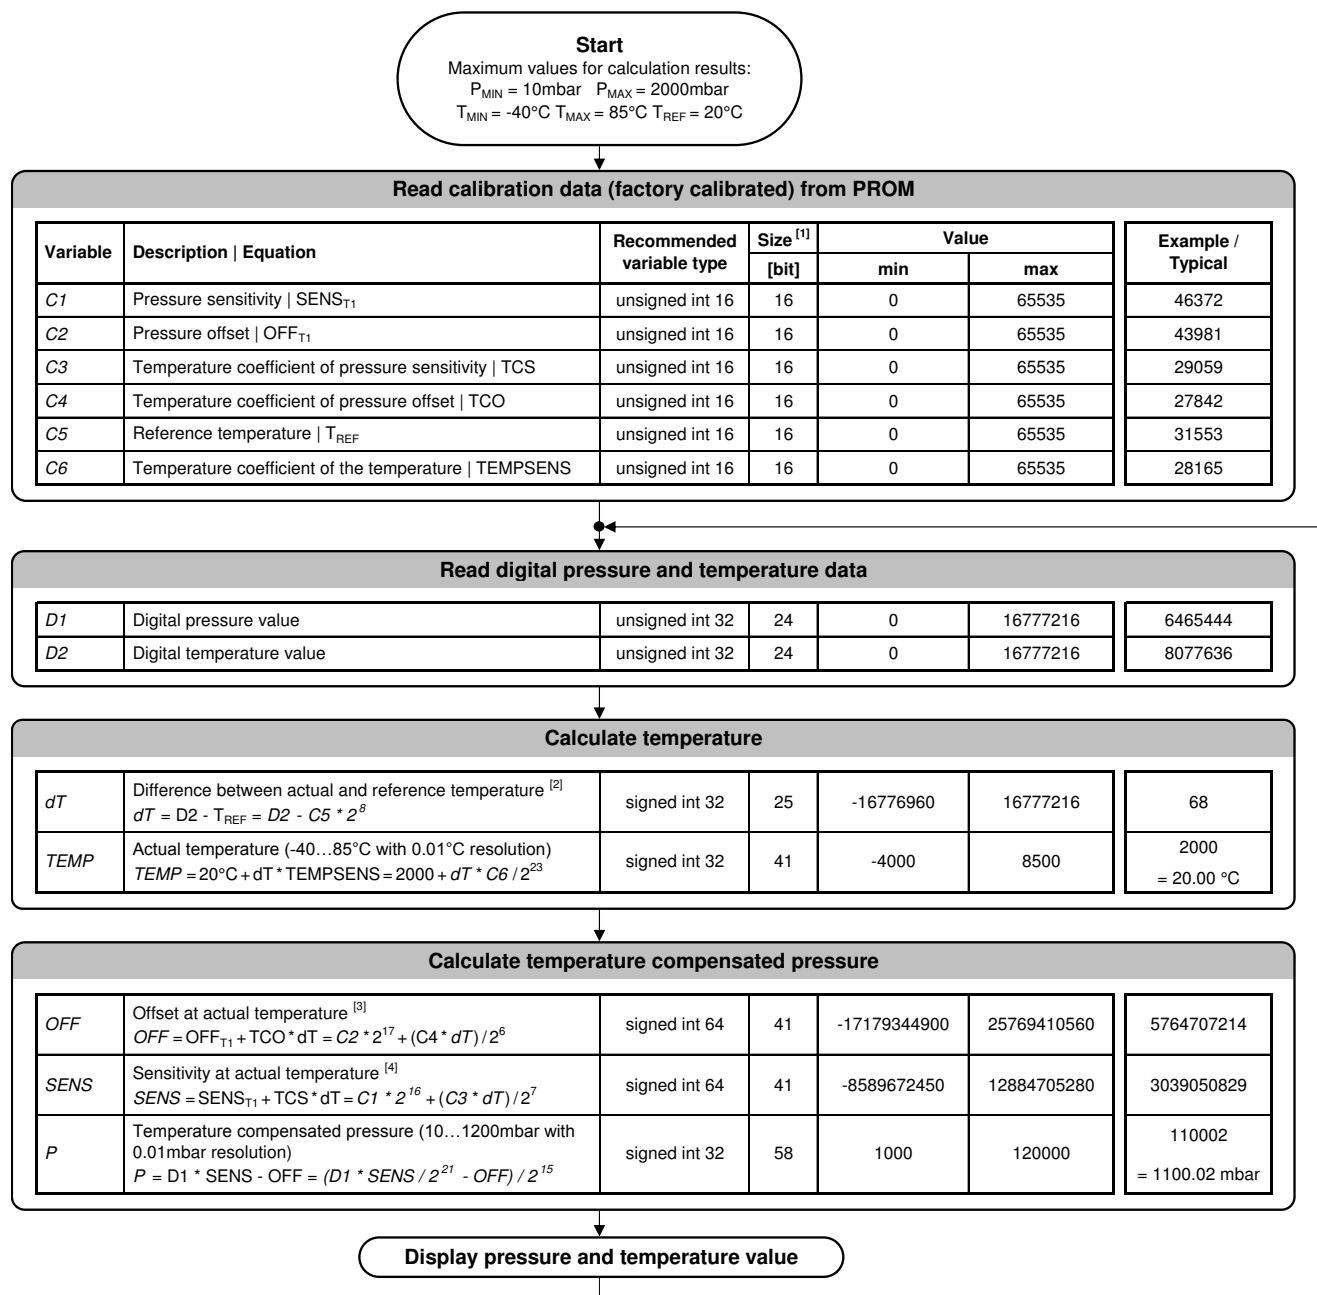 Start
Maximum values for calculation results:
P_MIN = 10mbar P_MAX = 2000mbar
T_MIN = -40°C T_MAX = 85°C T_REF = 20°C
Read calibration data (factory calibrated) from PROM
Variable | Description | Equation | Recommended variable type | Size [1] [bit] | Value min | max | Example / Typical
C1 Pressure sensitivity | SENS_T1 unsigned int 16 16 0 65535 46372
C2 Pressure offset | OFF_T1 unsigned int 16 16 0 65535 43981
C3 Temperature coefficient of pressure sensitivity | TCS unsigned int 16 16 0 65535 29059
C4 Temperature coefficient of pressure offset | TCO unsigned int 16 16 0 65535 27842
C5 Reference temperature | T_REF unsigned int 16 16 0 65535 31553
C6 Temperature coefficient of the temperature | TEMPSENS unsigned int 16 16 0 65535 28165
Read digital pressure and temperature data
D1 Digital pressure value unsigned int 32 24 0 16777216 6465444
D2 Digital temperature value unsigned int 32 24 0 16777216 8077636
Calculate temperature
dT Difference between actual and reference temperature [2]
dT = D2 - T_REF = D2 - C5 * 2^8
signed int 32 25 -16776960 16777216 68
TEMP Actual temperature (-40…85°C with 0.01°C resolution)
TEMP = 20°C + dT * TEMPSENS = 2000 + dT * C6 / 2^23
signed int 32 41 -4000 8500 2000
= 20.00 °C
Calculate temperature compensated pressure
OFF Offset at actual temperature [3]
OFF = OFF_T1 + TCO * dT = C2 * 2^17 + (C4 * dT) / 2^6
signed int 64 41 -17179344900 25769410560 5764707214
SENS Sensitivity at actual temperature [4]
SENS = SENS_T1 + TCS * dT = C1 * 2^16 + (C3 * dT) / 2^7
signed int 64 41 -8589672450 12884705280 3039050829
P Temperature compensated pressure (10…1200mbar with
0.01mbar resolution)
P = D1 * SENS - OFF = (D1 * SENS / 2^21 - OFF) / 2^15
signed int 32 58 1000 120000 110002
= 1100.02 mbar
Display pressure and temperature value